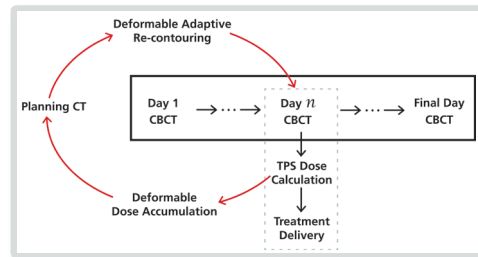 Deformable Adaptive
Re-contouring
Planning CT
Day 1
CBCT
Day n
CBCT
Final Day
CBCT
TPS Dose
Calculation
Deformable
Dose Accumulation
Treatment
Delivery